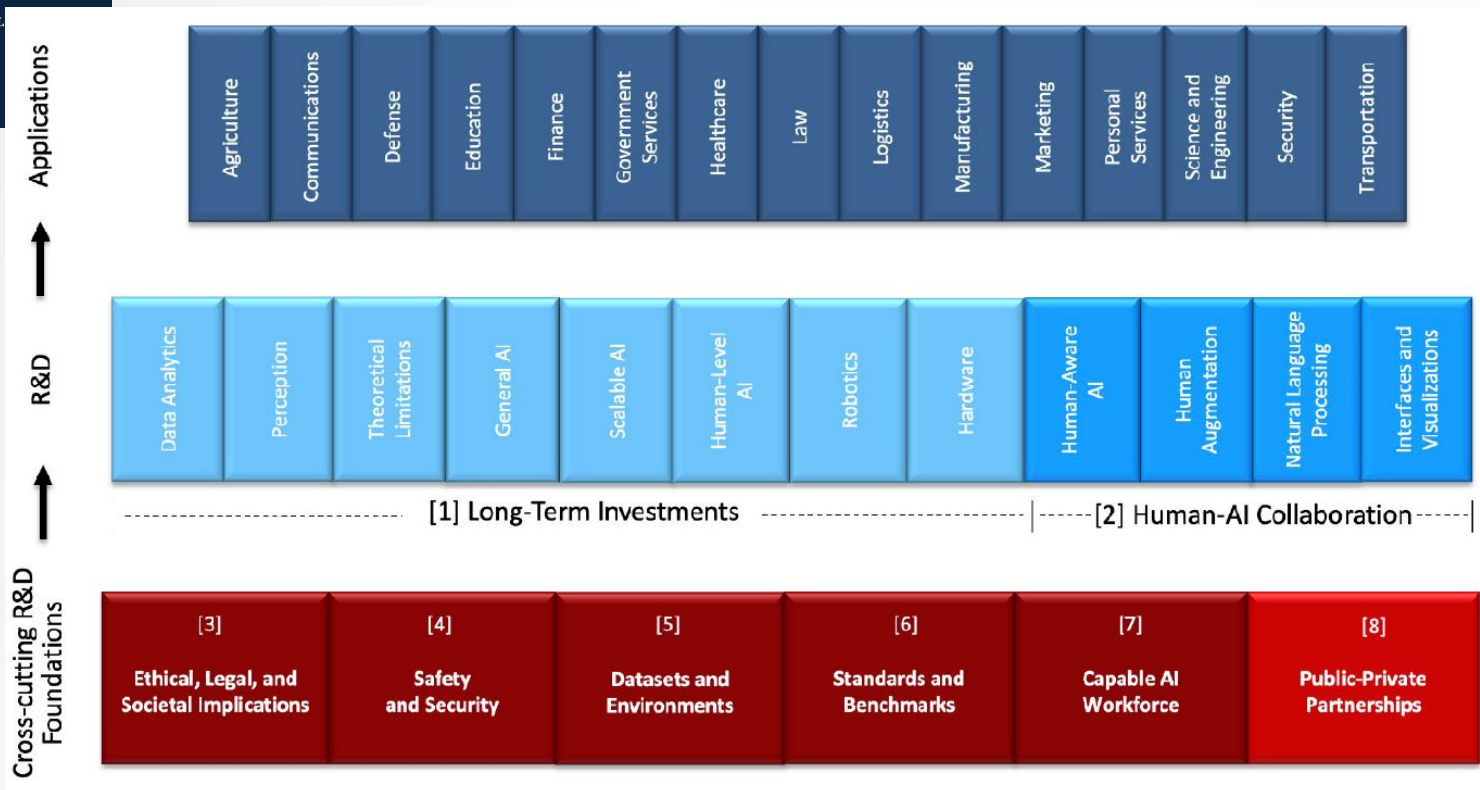 Applications
Agriculture
Communications
Defense
Education
Finance
Government
Services
Healthcare
Law
Logistics
Manufacturing
Marketing
Personal
Services
Science and
Engineering
Security
Transportation
R&D
Data Analytics
Perception
Theoretical
Limitations
General AI
Scalable AI
Human-Level
AI
Robotics
Hardware
Human-Aware
AI
Human
Augmentation
Natural Language
Processing
Interfaces and
Visualizations
[1] Long-Term Investments
[2] Human-AI Collaboration
Cross-cutting R&D
Foundations
[3]
Ethical, Legal, and
Societal Implications
[4]
Safety
and Security
[5]
Datasets and
Environments
[6]
Standards and
Benchmarks
[7]
Capable AI
Workforce
[8]
Public-Private
Partnerships